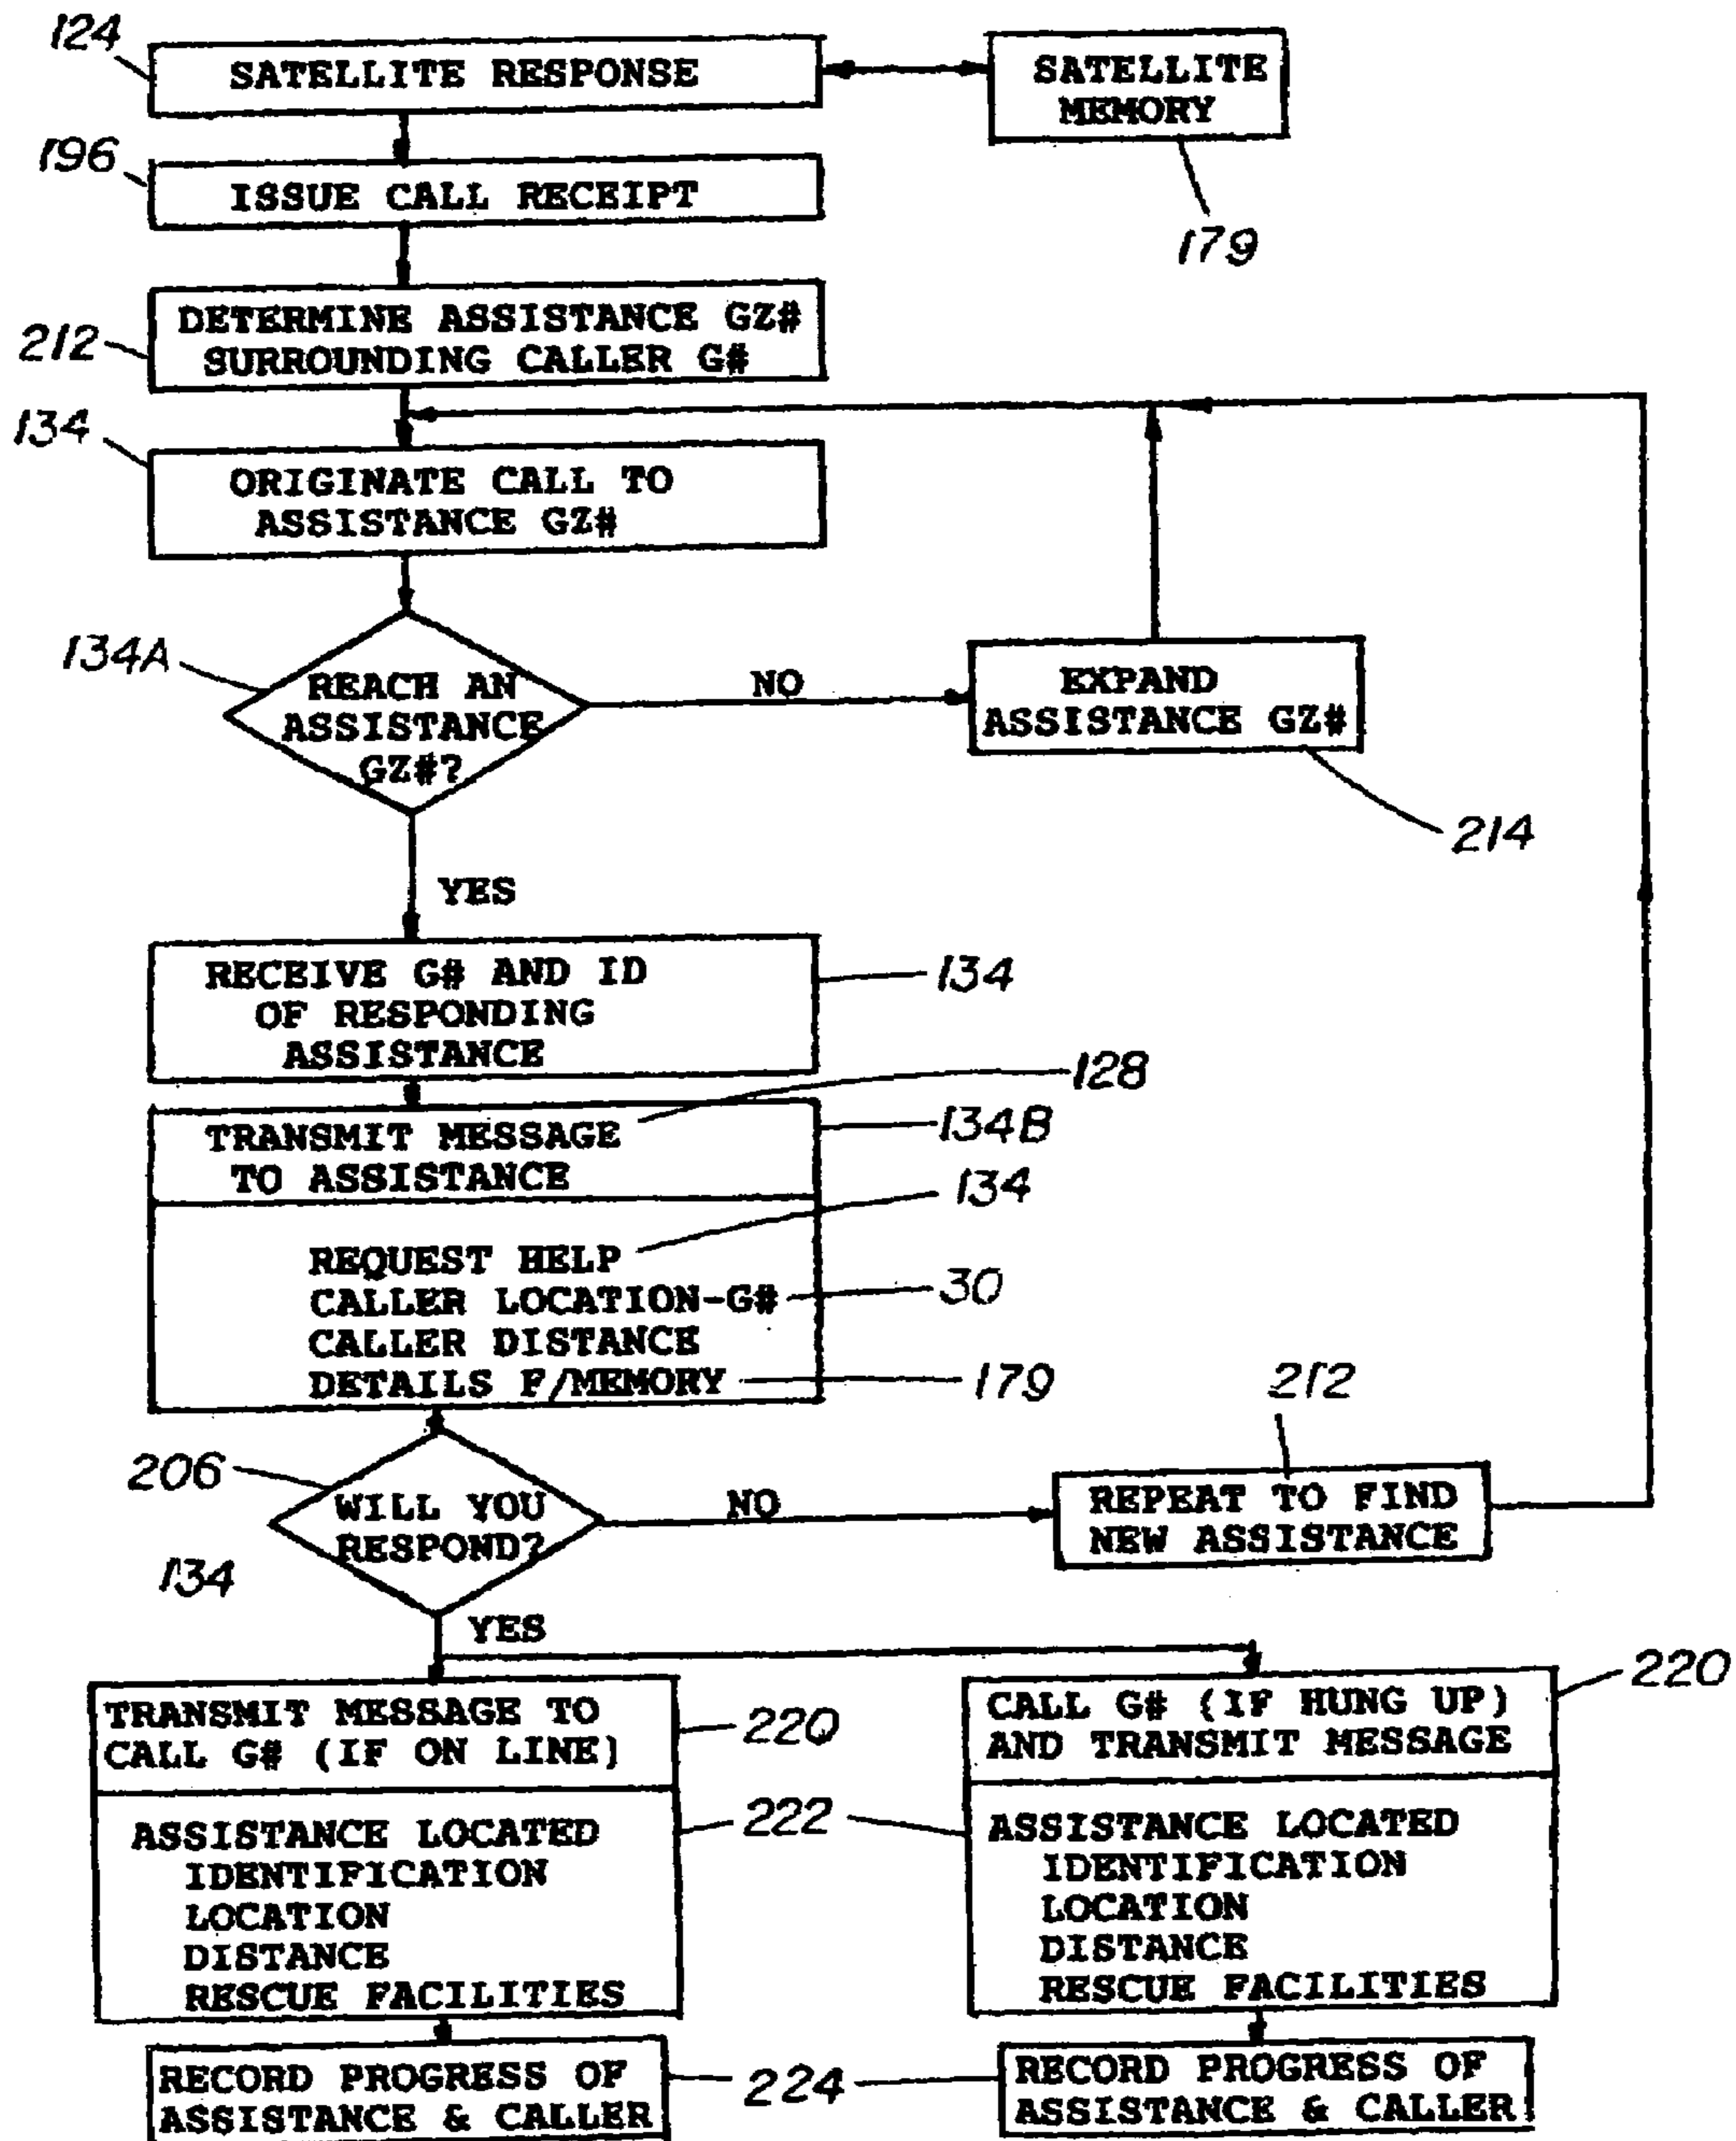 124
SATELLITE RESPONSE
SATELLITE
MEMORY
196
ISSUE CALL RECEIPT
179
212
DETERMINE ASSISTANCE GZ#
SURROUNDING CALLER G#
134
ORIGINATE CALL TO
ASSISTANCE GZ#
134A
REACH AN
ASSISTANCE
GZ#?
NO
EXPAND
ASSISTANCE GZ#
214
YES
RECEIVE G# AND ID
OF RESPONDING
ASSISTANCE
134
128
TRANSMIT MESSAGE
TO ASSISTANCE
134B
134
REQUEST HELP
CALLER LOCATION-G#
30
CALLER DISTANCE
DETAILS F/MEMORY
179
212
206
WILL YOU
RESPOND?
NO
REPEAT TO FIND
NEW ASSISTANCE
134
YES
TRANSMIT MESSAGE TO
CALL G# (IF ON LINE)
220
CALL G# (IF HUNG UP)
AND TRANSMIT MESSAGE
220
ASSISTANCE LOCATED
IDENTIFICATION
LOCATION
DISTANCE
RESCUE FACILITIES
222
ASSISTANCE LOCATED
IDENTIFICATION
LOCATION
DISTANCE
RESCUE FACILITIES
RECORD PROGRESS OF
ASSISTANCE & CALLER
224
RECORD PROGRESS OF
ASSISTANCE & CALLER